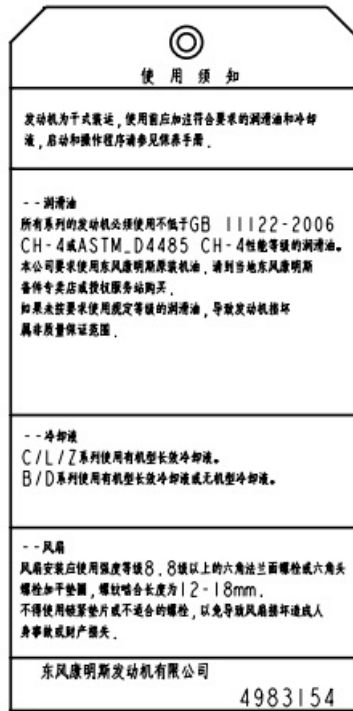 使用须知
发动机为干式装运，使用前应加注符合要求的润滑油和冷却
液，启动和操作程序请参见保养手册．
--润滑油
所有系列的发动机必须使用不低于GB 11122-2006
CH-4或ASTM_D4485 CH-4性能等级的润滑油。
本公司要求使用东风康明斯原装机油，请到当地东风康明斯
备件专卖店或授权服务站购买．
如果未按要求使用规定等级的润滑油，导致发动机损坏
属非质量保证范围．
--冷却液
C/L/Z系列使用有机型长效冷却液。
B/D系列使用有机型长效冷却液或无机型冷却液。
--风扇
风扇安装应使用强度等级8.8级以上的六角法兰面螺栓或六角头
螺栓加平垫圈，螺纹啮合长度为12-18mm．
不得使用锁紧垫片或不适合的螺栓，以免导致风扇损坏造成人
身事故或财产损失．
东风康明斯发动机有限公司
4983154